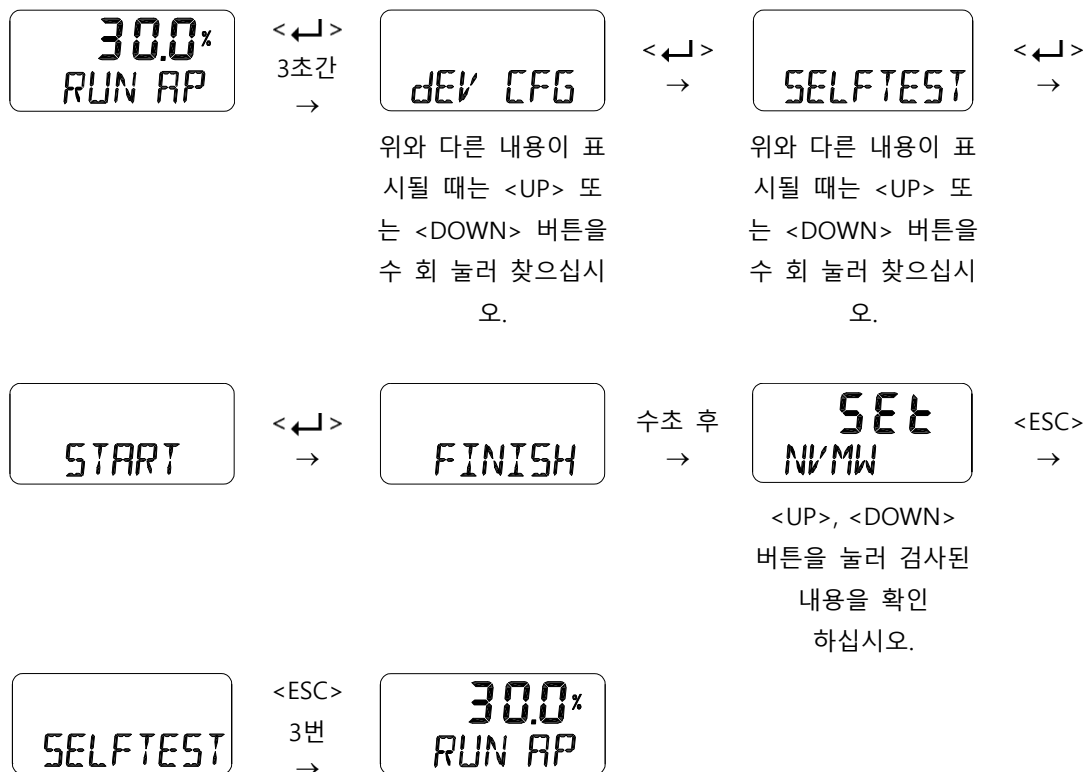 30.0%
RUN AP
< ↵ >
3초간
→
dEV CFG
위와 다른 내용이 표
시될 때는 <UP> 또
는 <DOWN> 버튼을
수 회 눌러 찾으십시
오.
< ↵ >
→
SELFTEST
위와 다른 내용이 표
시될 때는 <UP> 또
는 <DOWN> 버튼을
수 회 눌러 찾으십시
오.
< ↵ >
→
START
< ↵ >
→
FINISH
수초 후
→
SEt
NVMW
<UP>, <DOWN>
버튼을 눌러 검사된
내용을 확인
하십시오.
<ESC>
→
SELFTEST
<ESC>
3번
→
30.0%
RUN AP